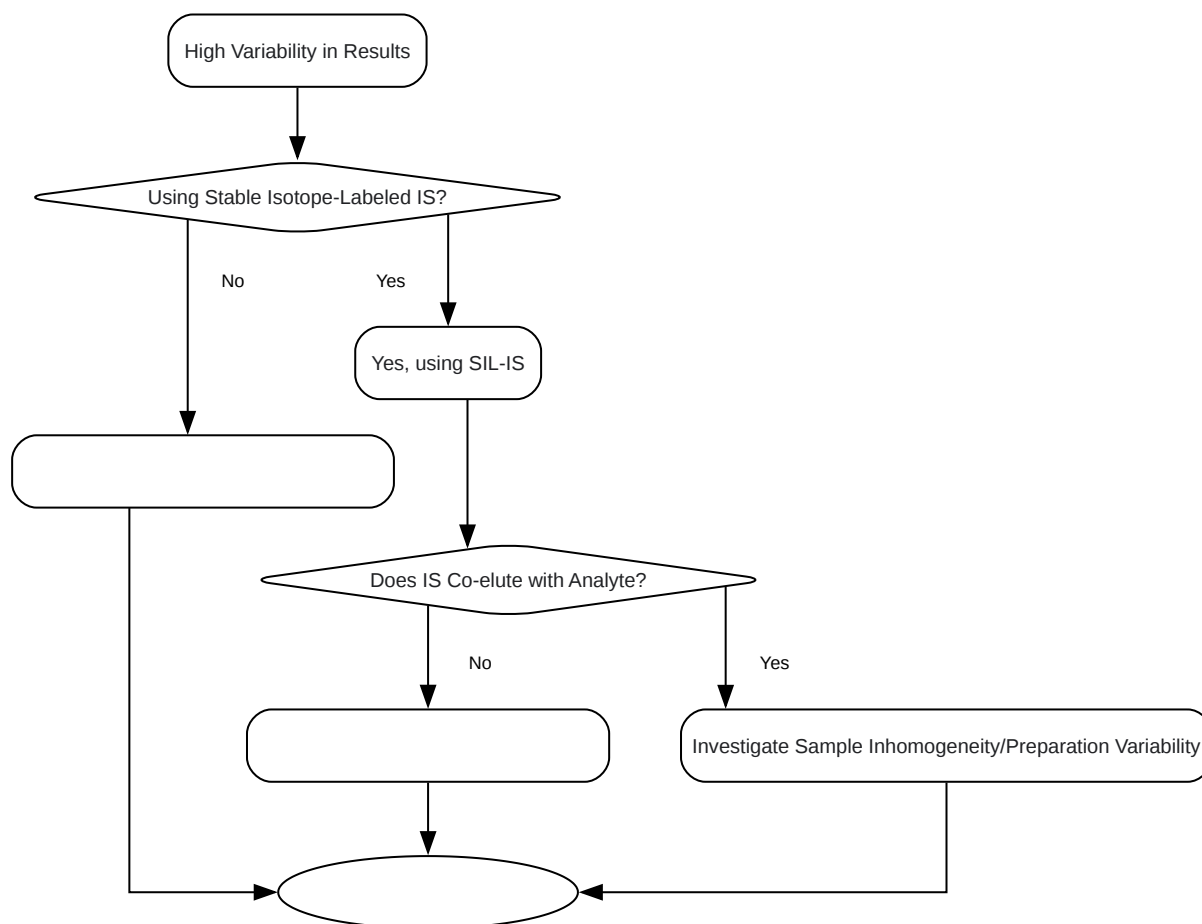 High Variability in Results
Using Stable Isotope-Labeled IS?
No
Yes
Yes, using SIL-IS
Does IS Co-elute with Analyte?
No
Yes
Investigate Sample Inhomogeneity/Preparation Variability